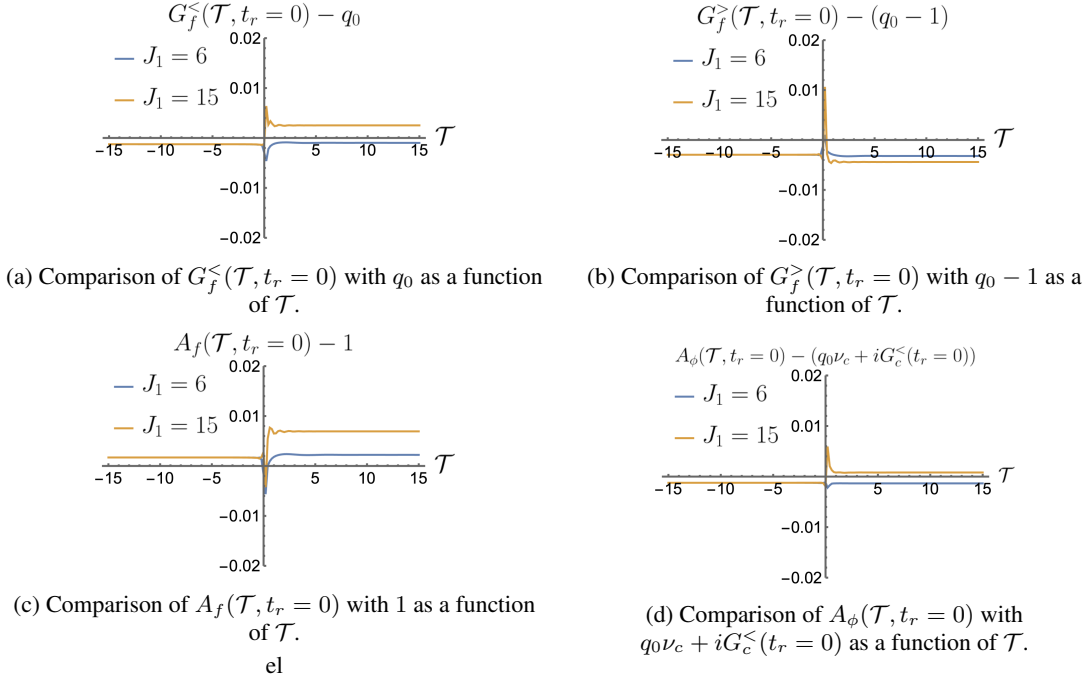 G_f^<(𝒯, t_r = 0) − q_0
0.02
J_1 = 6
0.01
J_1 = 15
𝒯
−15 −10 −5 5 10 15
−0.01
−0.02
(a) Comparison of G_f^<(𝒯, t_r = 0) with q_0 as a function
of 𝒯.
G_f^>(𝒯, t_r = 0) − (q_0 − 1)
0.02
J_1 = 6
0.01
J_1 = 15
𝒯
−15 −10 −5 5 10 15
−0.01
−0.02
(b) Comparison of G_f^>(𝒯, t_r = 0) with q_0 − 1 as a
function of 𝒯.
A_f(𝒯, t_r = 0) − 1
0.02
J_1 = 6
0.01
J_1 = 15
𝒯
−15 −10 −5 5 10 15
−0.01
−0.02
(c) Comparison of A_f(𝒯, t_r = 0) with 1 as a function
of 𝒯.
el
A_ϕ(𝒯, t_r = 0) − (q_0ν_c + iG_c^<(t_r = 0))
0.02
J_1 = 6
0.01
J_1 = 15
𝒯
−15 −10 −5 5 10 15
−0.01
−0.02
(d) Comparison of A_ϕ(𝒯, t_r = 0) with
q_0ν_c + iG_c^<(t_r = 0) as a function of 𝒯.